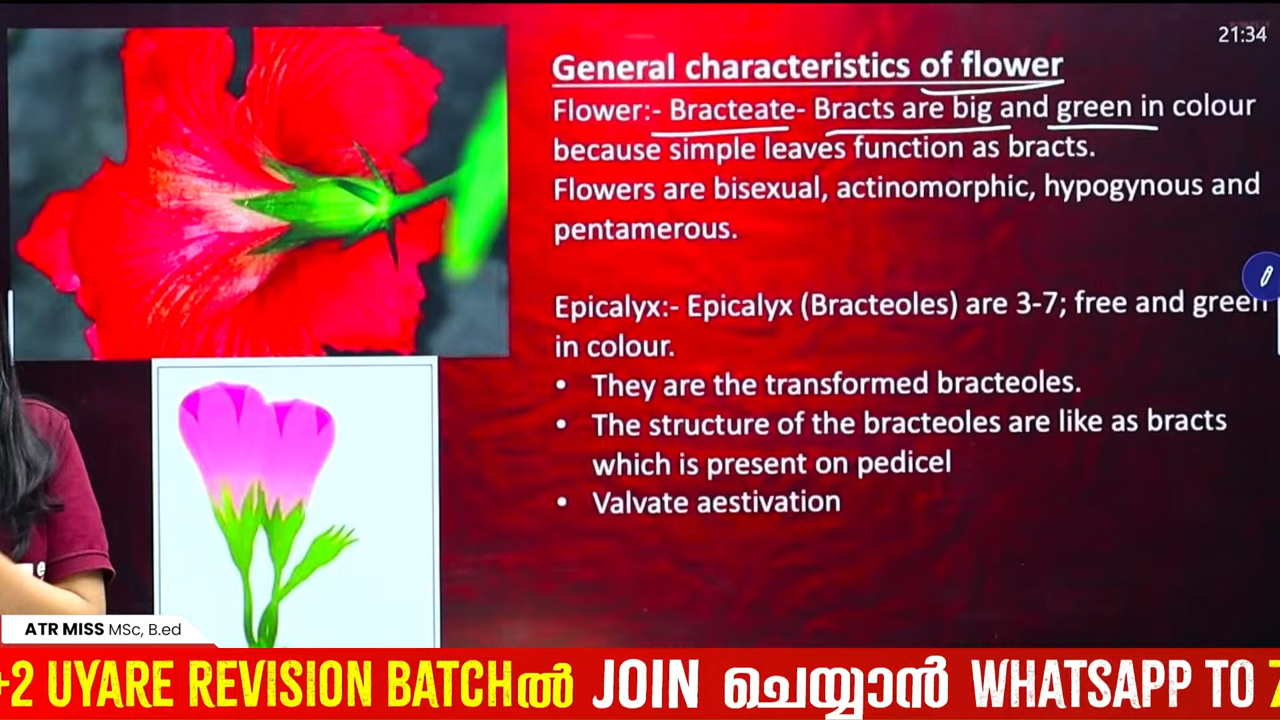 21:34
General characteristics of flower
Flower:- Bracteate- Bracts are big and green in colour
because simple leaves function as bracts.
Flowers are bisexual, actinomorphic, hypogynous and
pentamerous.
Epicalyx:- Epicalyx (Bracteoles) are 3-7; free and green
in colour.
• They are the transformed bracteoles.
• The structure of the bracteoles are like as bracts
which is present on pedicel
• Valvate aestivation
ATR MISS MSc, B.ed
+2 UYARE REVISION BATCHൽ JOIN ചെയ്യാൻ WHATSAPP TO 7